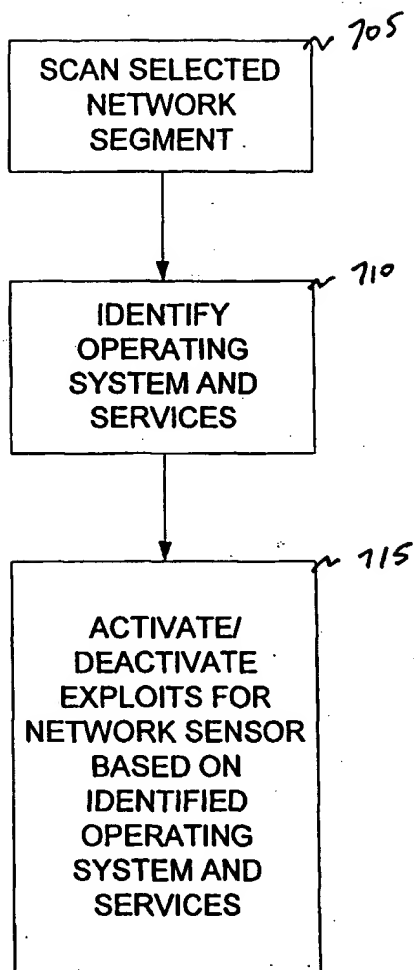 705
SCAN SELECTED
NETWORK
SEGMENT
710
IDENTIFY
OPERATING
SYSTEM AND
SERVICES
715
ACTIVATE/
DEACTIVATE
EXPLOITS FOR
NETWORK SENSOR
BASED ON
IDENTIFIED
OPERATING
SYSTEM AND
SERVICES